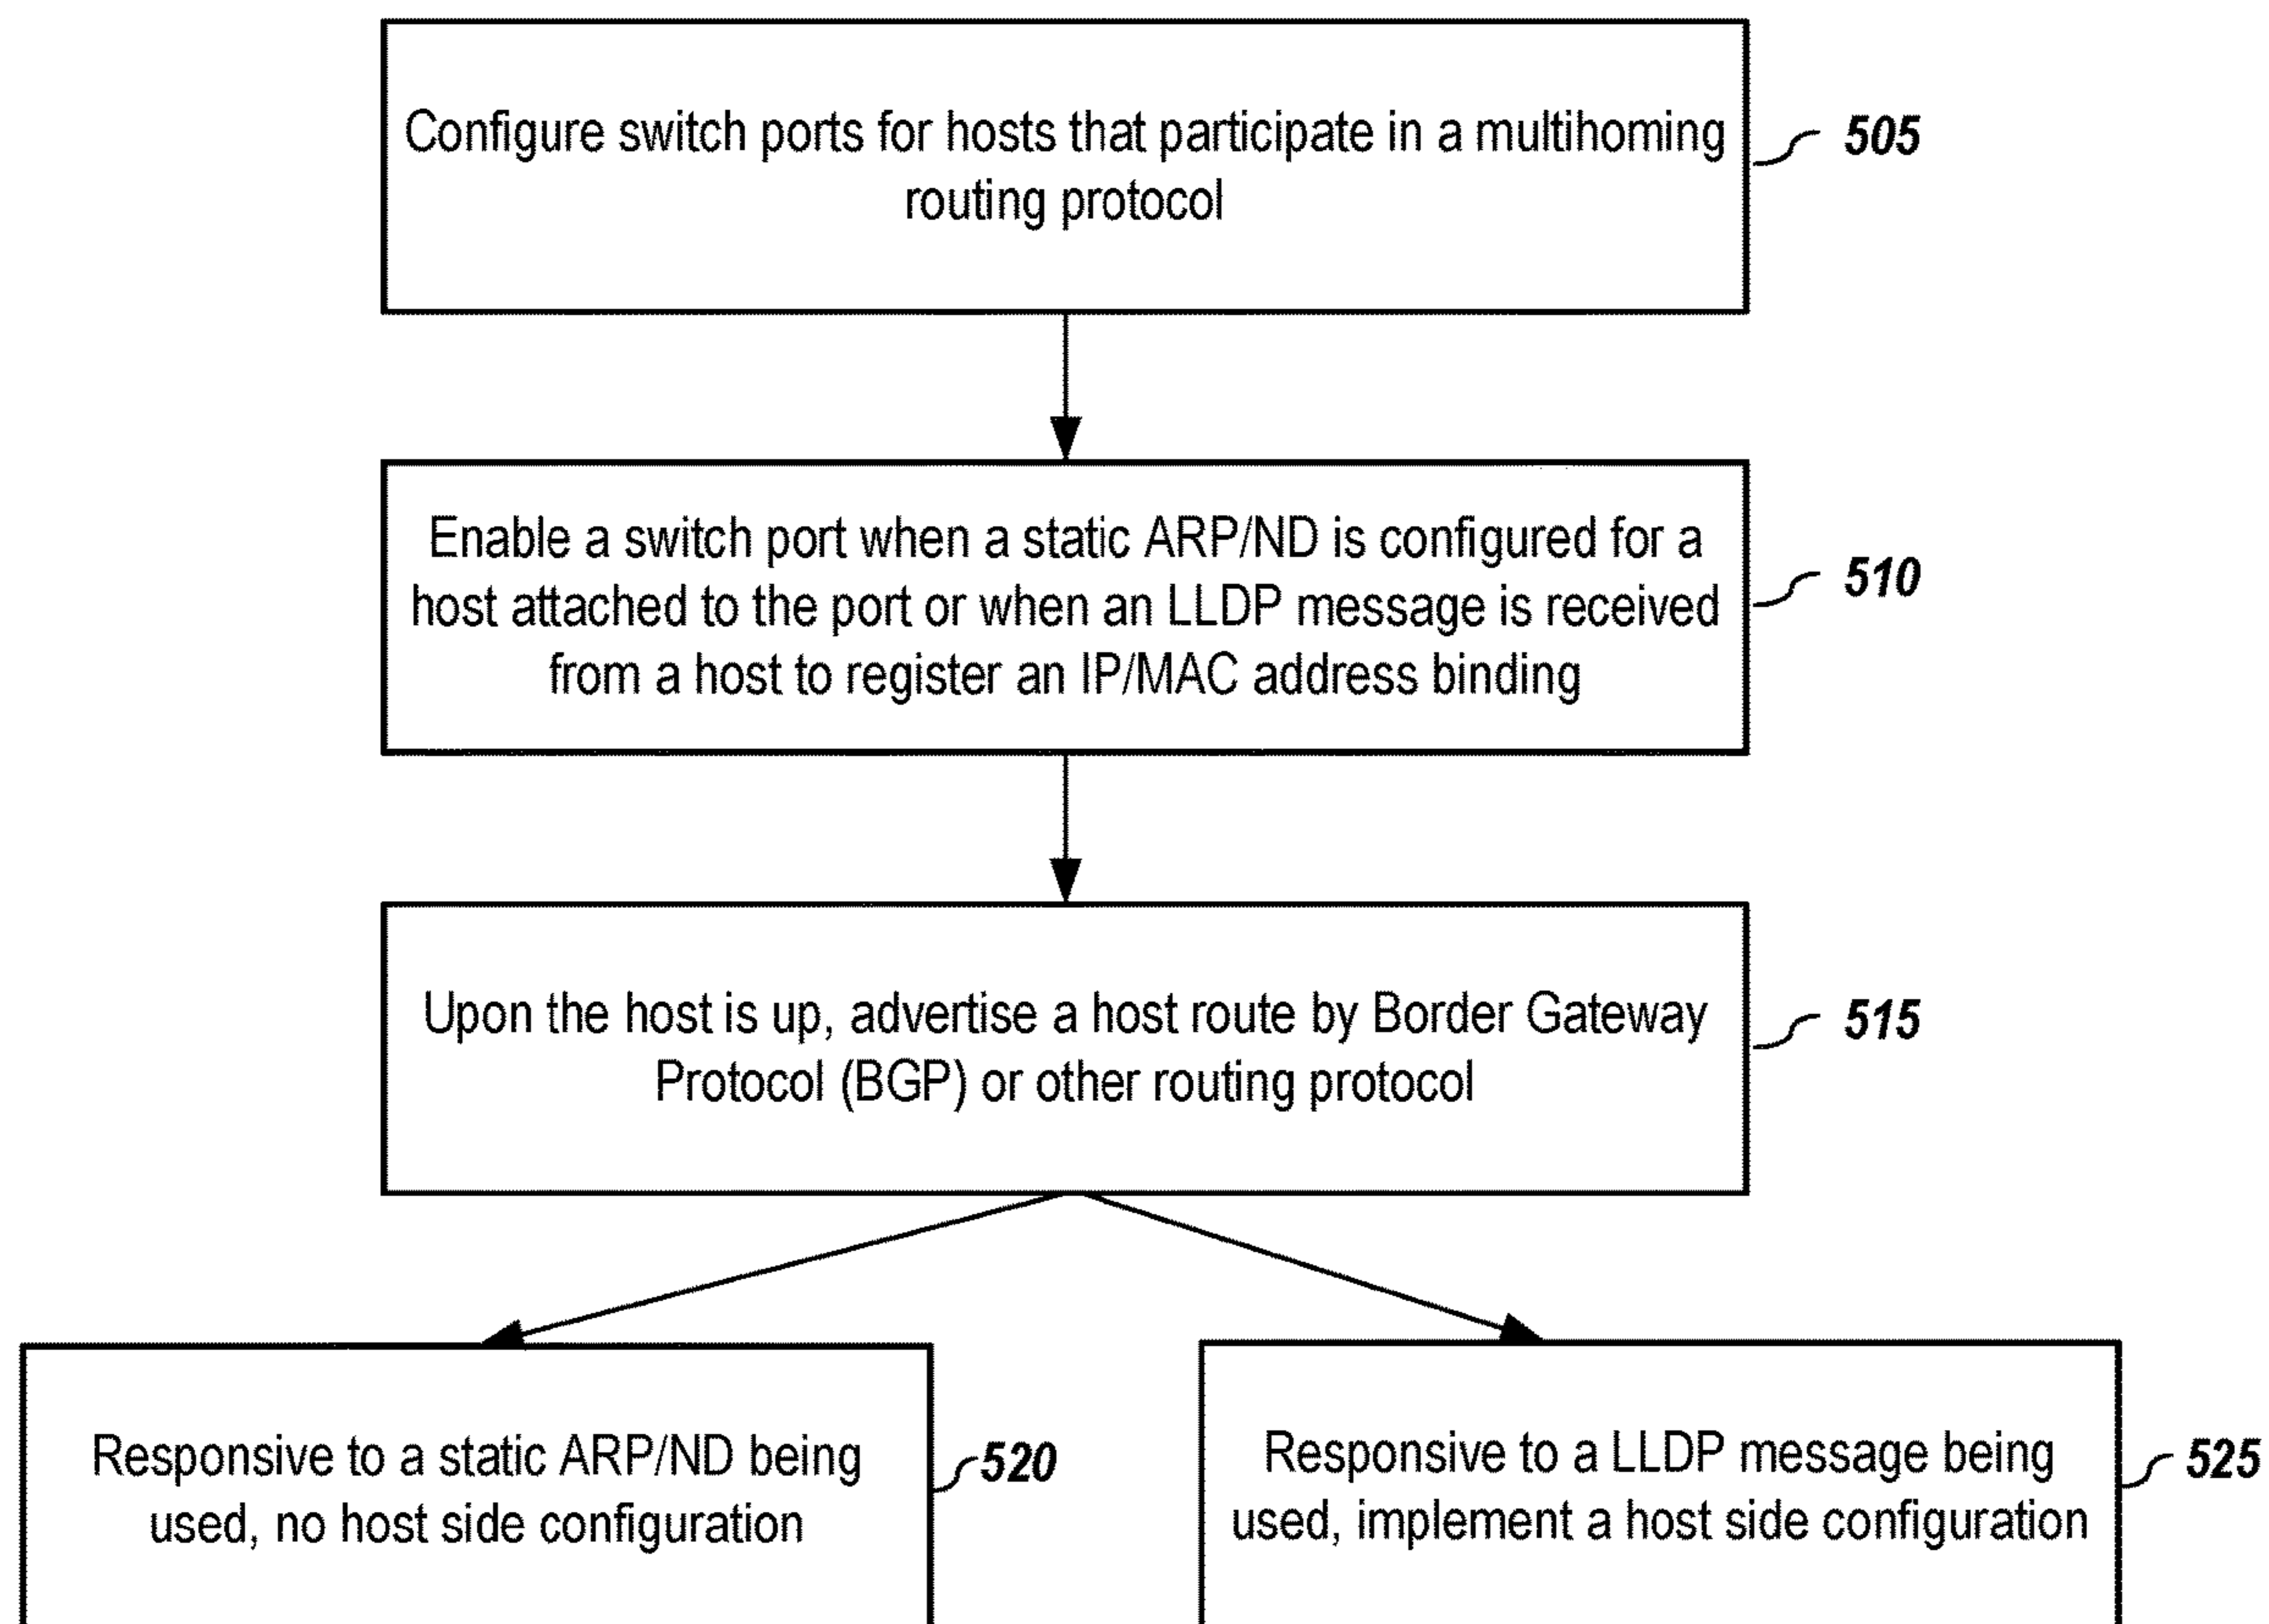 Configure switch ports for hosts that participate in a multihoming
routing protocol
505
Enable a switch port when a static ARP/ND is configured for a
host attached to the port or when an LLDP message is received
from a host to register an IP/MAC address binding
510
Upon the host is up, advertise a host route by Border Gateway
Protocol (BGP) or other routing protocol
515
Responsive to a static ARP/ND being
used, no host side configuration
520
Responsive to a LLDP message being
used, implement a host side configuration
525